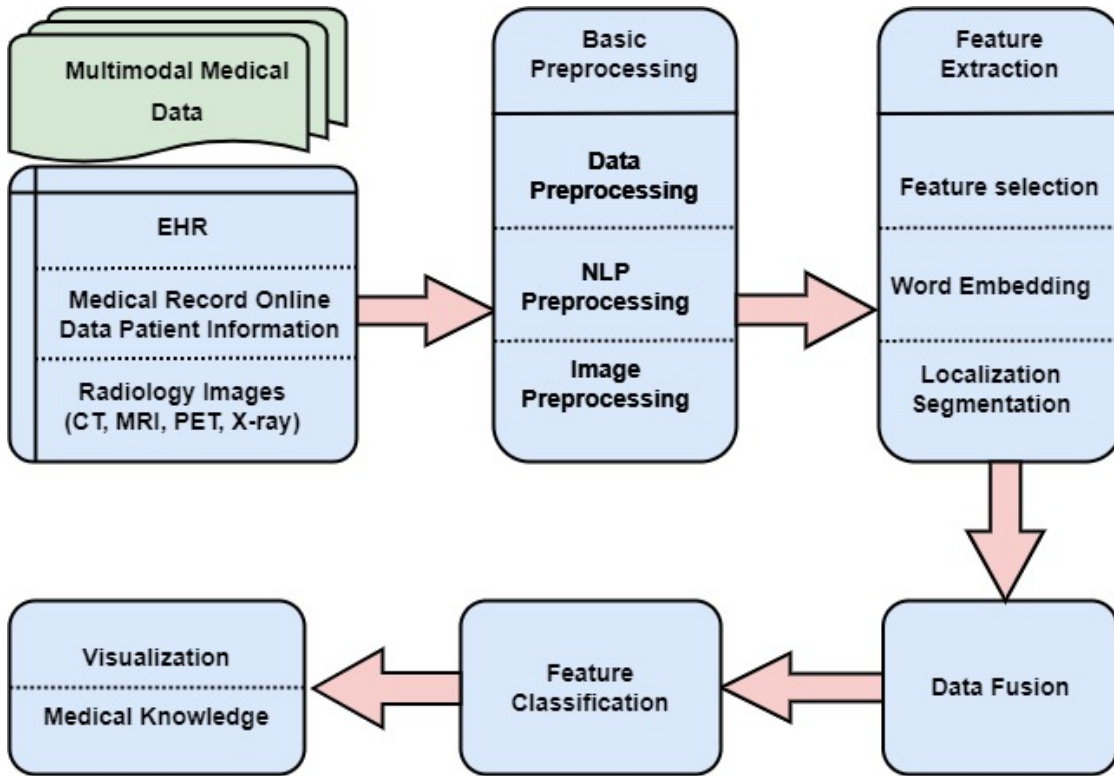 Multimodal Medical
Data
EHR
Medical Record Online
Data Patient Information
Radiology Images
(CT, MRI, PET, X-ray)
Basic
Preprocessing
Data
Preprocessing
NLP
Preprocessing
Image
Preprocessing
Feature
Extraction
Feature selection
Word Embedding
Localization
Segmentation
Data Fusion
Feature
Classification
Visualization
Medical Knowledge